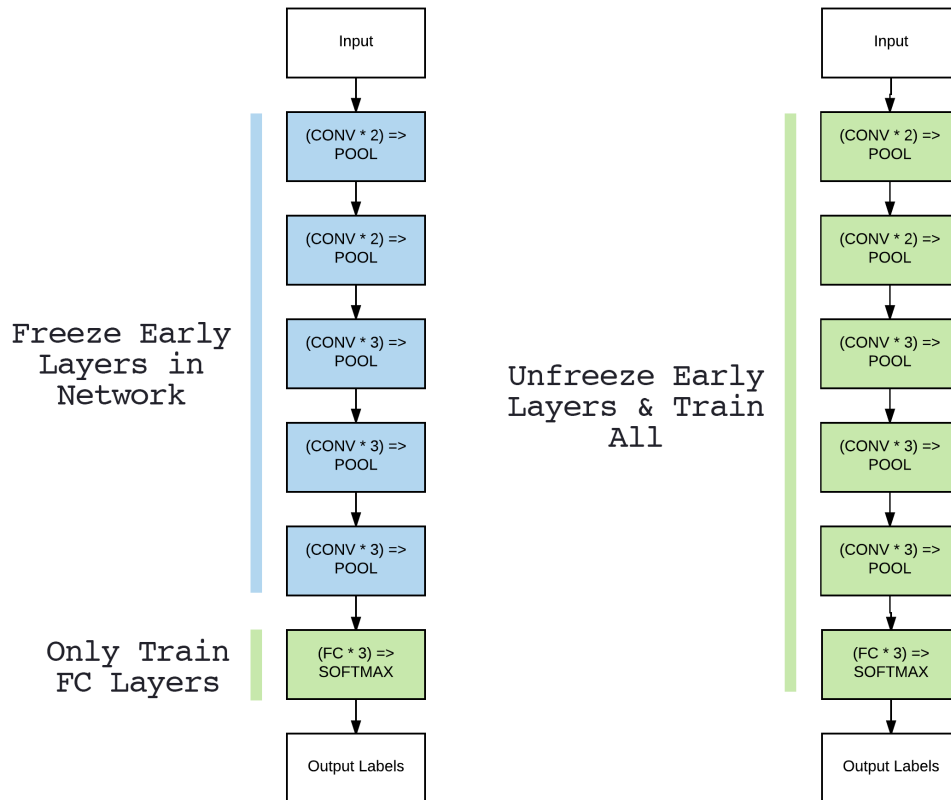 Input
(CONV * 2) =>
POOL
(CONV * 2) =>
POOL
(CONV * 3) =>
POOL
(CONV * 3) =>
POOL
(CONV * 3) =>
POOL
(FC * 3) =>
SOFTMAX
Output Labels
Freeze Early
Layers in
Network
Only Train
FC Layers
Input
(CONV * 2) =>
POOL
(CONV * 2) =>
POOL
(CONV * 3) =>
POOL
(CONV * 3) =>
POOL
(CONV * 3) =>
POOL
(FC * 3) =>
SOFTMAX
Output Labels
Unfreeze Early
Layers & Train
All